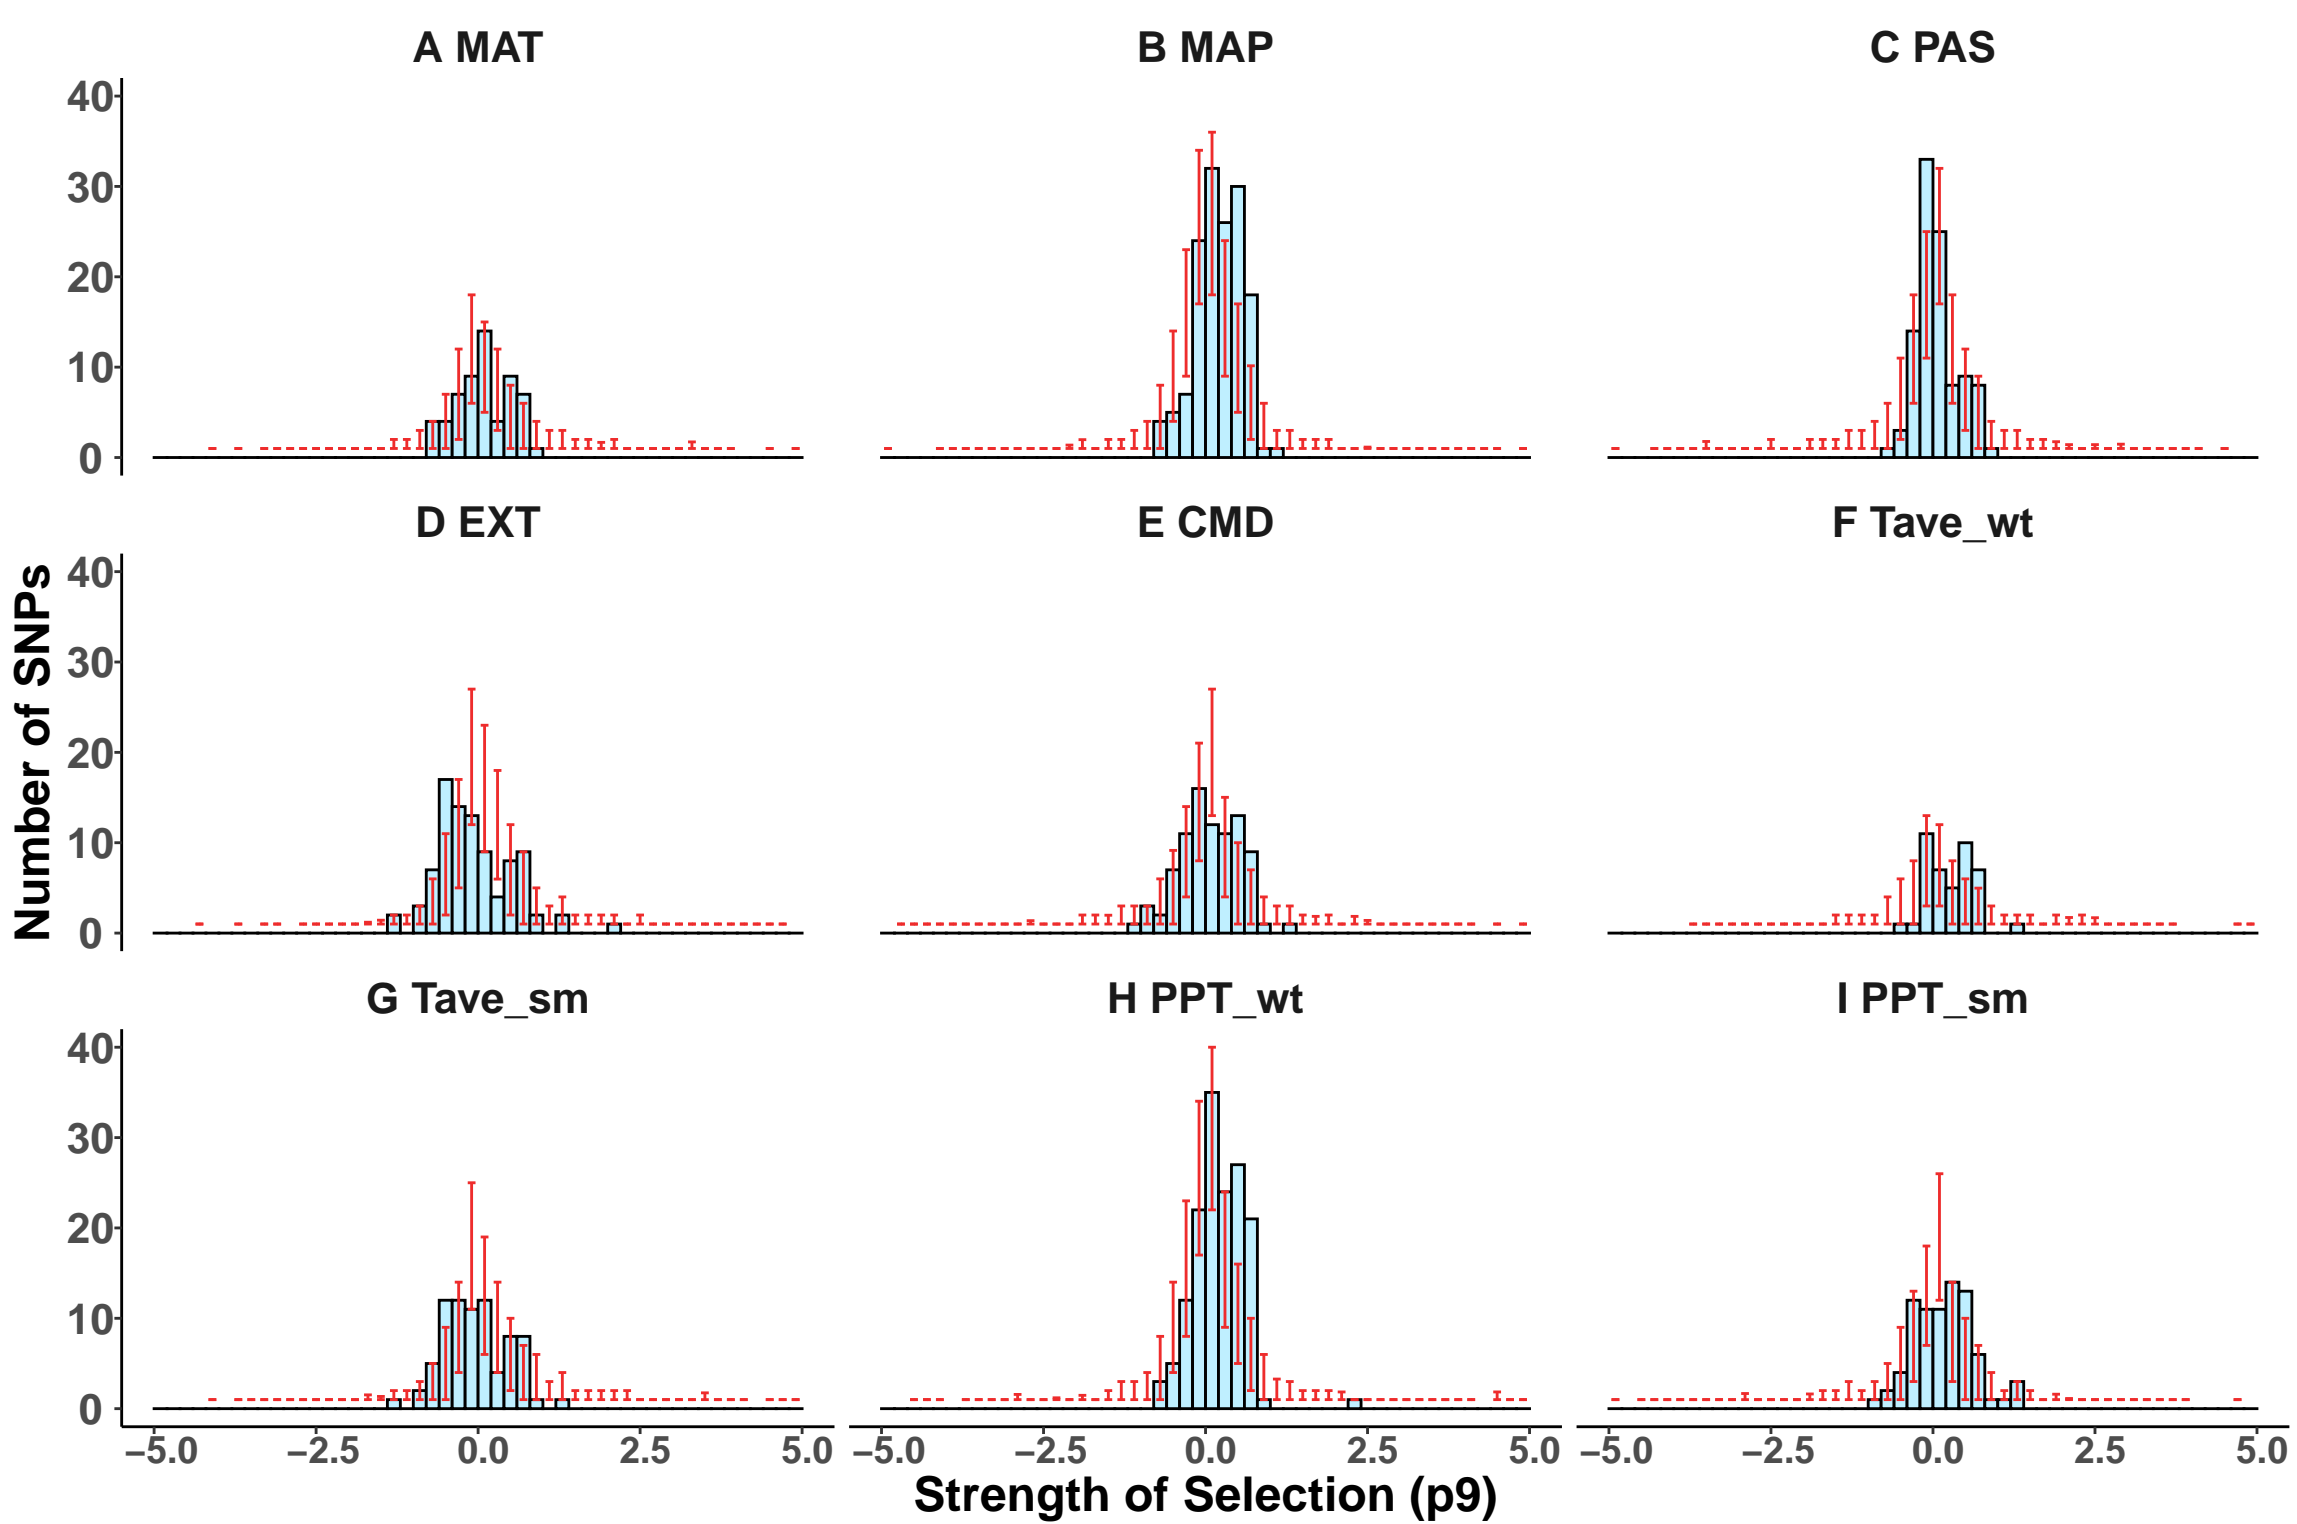 A MAT
B MAP
C PAS
40
30
20
10
0
D EXT
E CMD
F Tave_wt
40
30
20
10
0
Number of SNPs
G Tave_sm
H PPT_wt
I PPT_sm
40
30
20
10
0
−5.0 −2.5 0.0 2.5 5.0
−5.0 −2.5 0.0 2.5 5.0
−5.0 −2.5 0.0 2.5 5.0
Strength of Selection (p9)